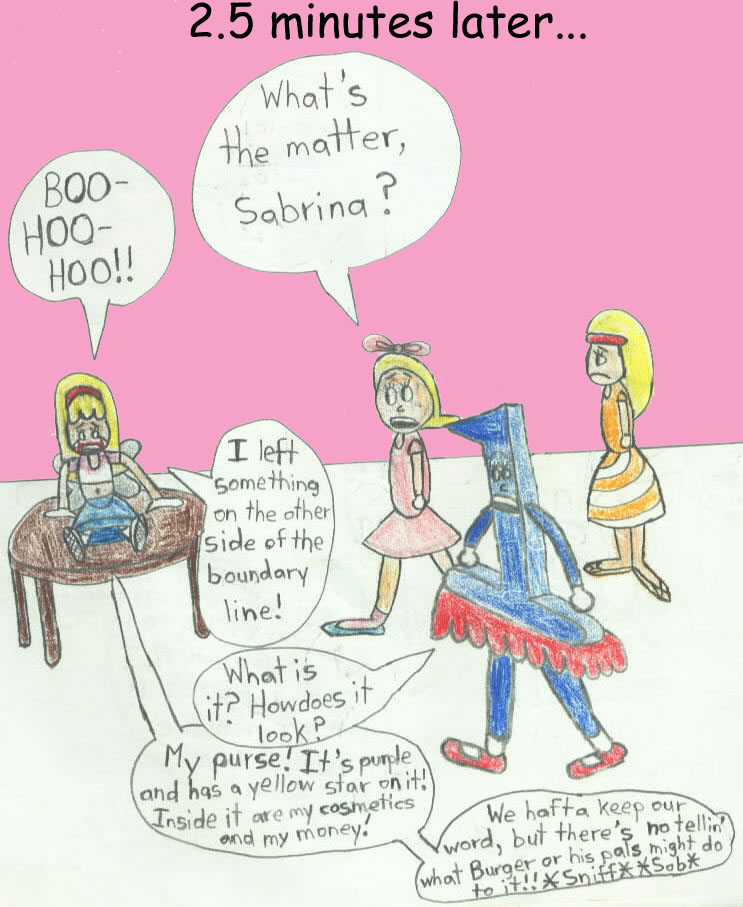 2.5 minutes later...
What's
the matter,
Sabrina?
BOO-
HOO-
HOO!!
I left
something
on the other
side of the
boundary
line!
What is
it? How does it
look?
My purse! It's purple
and has a yellow star on it!
Inside it are my cosmetics
and my money!
We hafta keep our
word, but there's no tellin'
what Burger or his pals might do
to it!! *Sniff* *Sob*